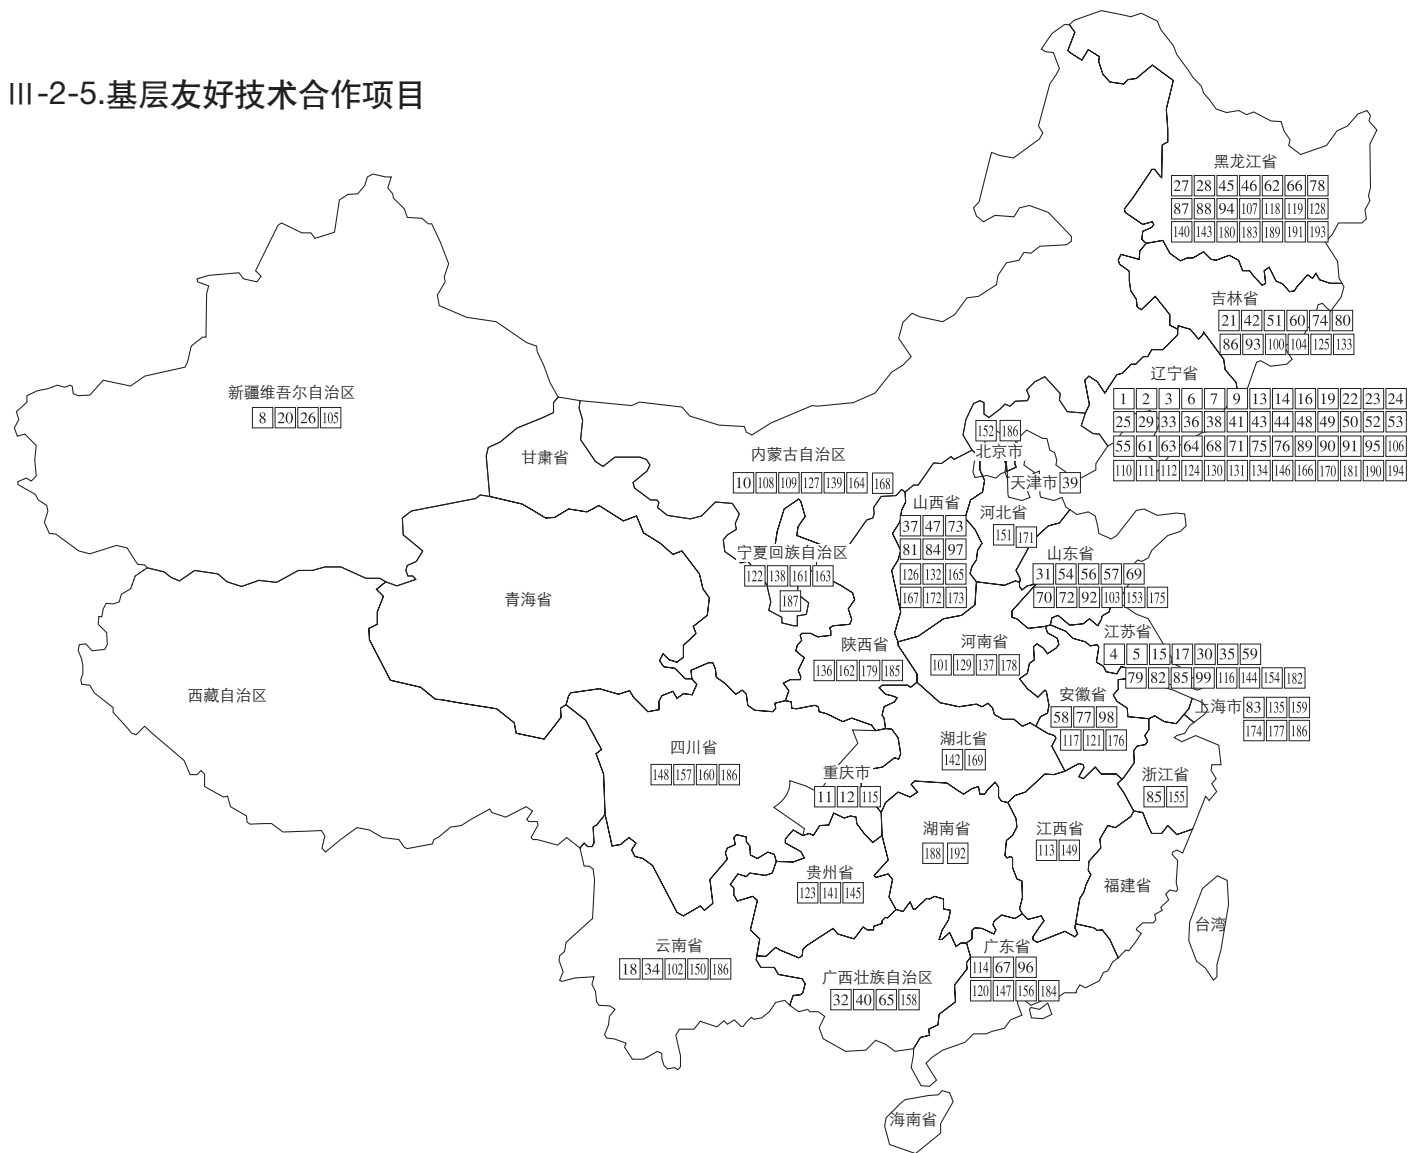 III-2-5.基层友好技术合作项目
黑龙江省
27 28 45 46 62 66 78
87 88 94 107 118 119 128
140 143 180 183 189 191 193
吉林省
21 42 51 60 74 80
86 93 100 104 125 133
辽宁省
1 2 3 6 7 9 13 14 16 19 22 23 24
25 29 33 36 38 41 43 44 48 49 50 52 53
55 61 63 64 68 71 75 76 89 90 91 95 106
110 111 112 124 130 131 134 146 166 170 181 190 194
新疆维吾尔自治区
8 20 26 105
甘肃省
内蒙古自治区
10 108 109 127 139 164 168
152 186
北京市
天津市 39
河北省
151 171
山西省
37 47 73
81 84 97
126 132 165
167 172 173
宁夏回族自治区
122 138 161 163
187
山东省
31 54 56 57 69
70 72 92 103 153 175
青海省
陕西省
136 162 179 185
河南省
101 129 137 178
江苏省
4 5 15 17 30 35 59
79 82 85 99 116 144 154 182
西藏自治区
安徽省
58 77 98
117 121 176
上海市 83 135 159
174 177 186
四川省
148 157 160 186
重庆市
11 12 115
湖北省
142 169
浙江省
85 155
湖南省
188 192
江西省
113 149
贵州省
123 141 145
福建省
台湾
云南省
18 34 102 150 186
广西壮族自治区
32 40 65 158
广东省
114 67 96
120 147 156 184
海南省